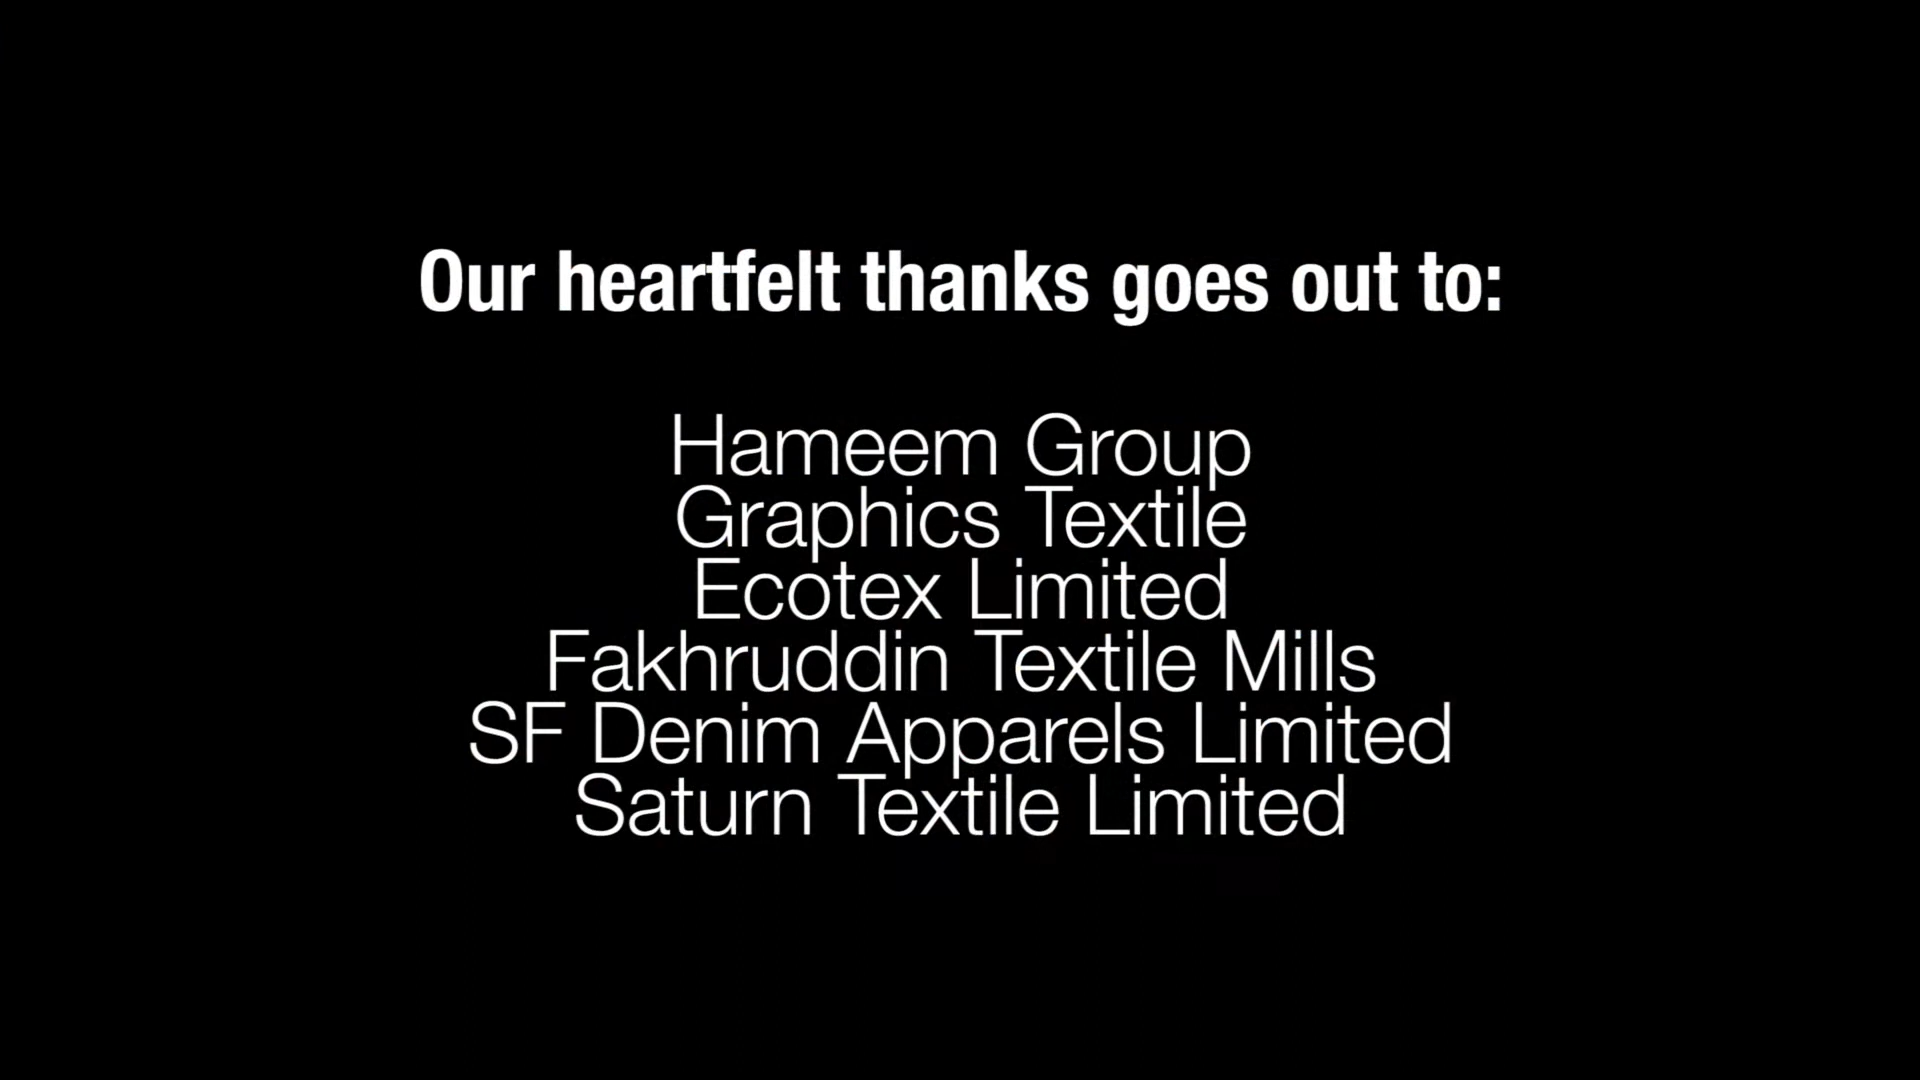 Our heartfelt thanks goes out to:
Hameem Group
Graphics Textile
Ecotex Limited
Fakhruddin Textile Mills
SF Denim Apparels Limited
Saturn Textile Limited